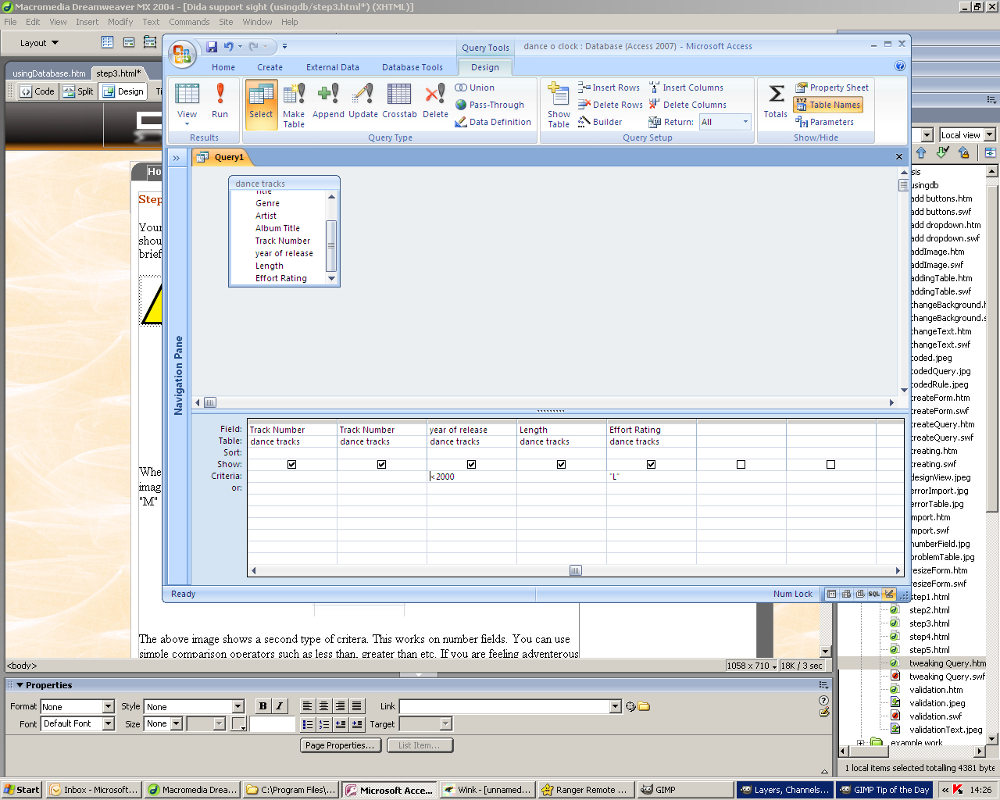 Macromedia Dreamweaver MX 2004 - [Dida support sight (usingdb/step3.html*) (XHTML)]
File Edit View Insert Modify Text Commands Site Window Help
Layout
usingDatabase.htm step3.html*
Code Split Design
dance o clock : Database (Access 2007) - Microsoft Access
Query Tools
Home Create External Data Database Tools Design
View Run
Results
Select Make Table Append Update Crosstab Delete
Union
Pass-Through
Data Definition
Query Type
Show Table
Insert Rows
Delete Rows
Builder
Insert Columns
Delete Columns
Return: All
Query Setup
Totals
Property Sheet
Table Names
Parameters
Show/Hide
Navigation Pane
Query1
dance tracks
Title
Genre
Artist
Album Title
Track Number
year of release
Length
Effort Rating
Field: Track Number Track Number year of release Length Effort Rating
Table: dance tracks dance tracks dance tracks dance tracks dance tracks
Sort:
Show:
Criteria: <2000 "L"
or:
Ready Num Lock SQL
Ho
Step
Your
shou
brief
Whe
imag
"M"
The above image shows a second type of critera. This works on number fields. You can use
simple comparison operators such as less than, greater than etc. If you are feeling adventerous
<body> 1058 x 710 18K / 3 sec
Properties
Format None Style None B I Link
Font Default Font Size None Target
Page Properties... List Item...
Local view
sis
usingdb
add buttons.htm
add buttons.swf
add dropdown.htm
add dropdown.swf
addImage.htm
addImage.swf
addingTable.htm
addingTable.swf
changeBackground.h
changeBackground.s
changeText.htm
changeText.swf
coded.jpeg
codedQuery.jpg
codedRule.jpeg
createForm.htm
createForm.swf
createQuery.htm
createQuery.swf
creating.htm
creating.swf
designView.jpeg
errorImport.jpg
errorTable.jpg
import.htm
import.swf
numberField.jpg
problemTable.jpg
resizeForm.htm
resizeForm.swf
step1.html
step2.html
step3.html
step4.html
step5.html
tweaking Query.htm
tweaking Query.swf
validation.htm
validation.jpeg
validation.swf
validationText.jpeg
example work
1 local items selected totalling 4381 byte
Start Inbox - Microsoft... Macromedia Drea... C:\Program Files\... Microsoft Acce... Wink - [unnamed... Ranger Remote ... GIMP Layers, Channels... GIMP Tip of the Day « 14:26